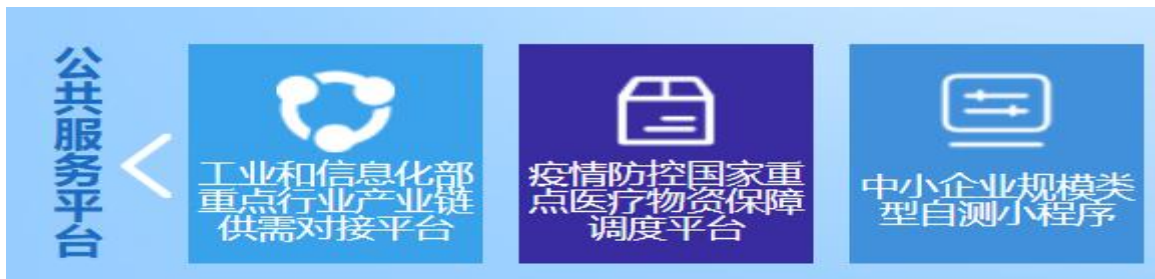 公共服务平台
工业和信息化部
重点行业产业链
供需对接平台
疫情防控国家重
点医疗物资保障
调度平台
中小企业规模类
型自测小程序